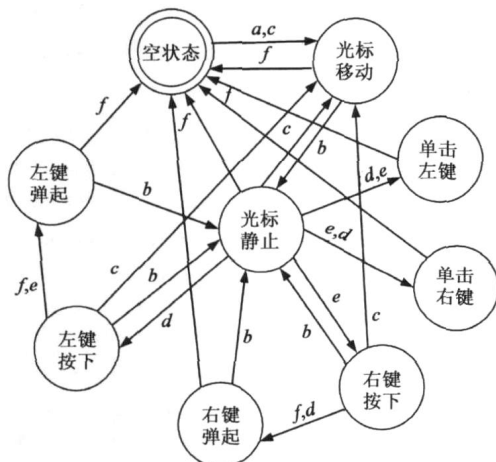 空状态
a,c
f
光标
移动
f
f
f
c
b
单击
左键
左键
弹起
b
d,e
光标
静止
e,d
单击
右键
f,e
c
b
e
d
b
b
c
左键
按下
右键
按下
f,d
右键
弹起